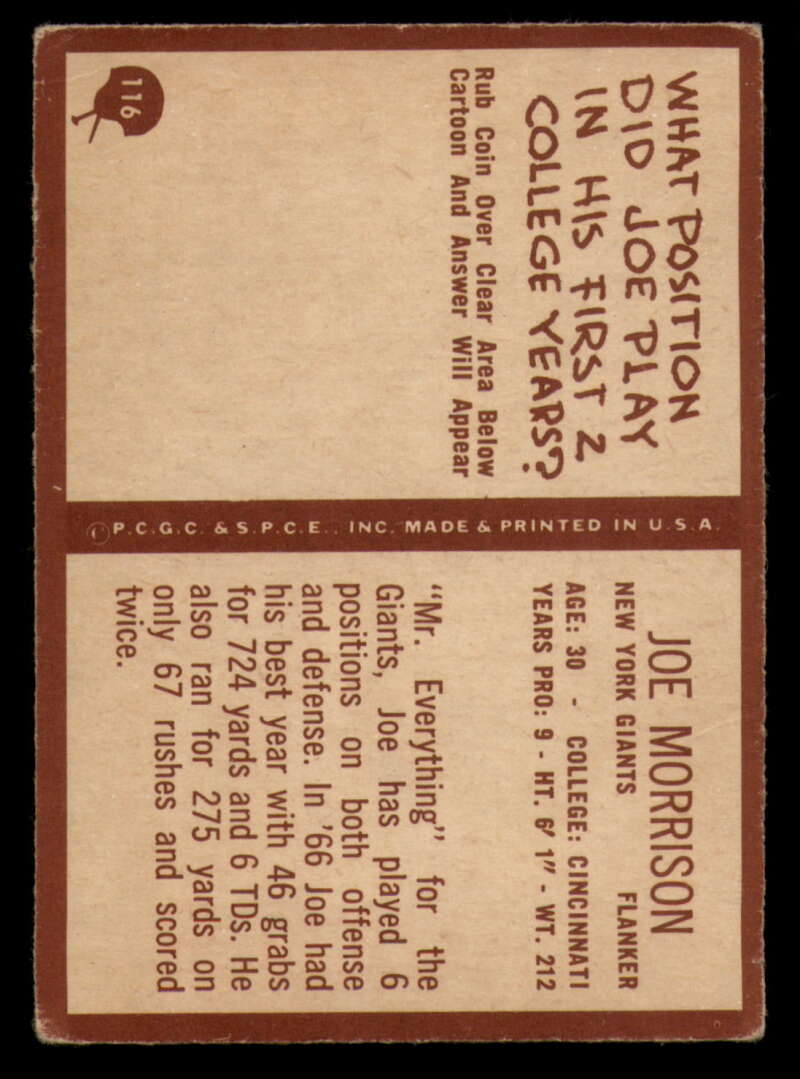 WHAT POSITION
DID JOE PLAY
IN HIS FIRST 2
COLLEGE YEARS?
Rub Coin Over Clear Area Below
Cartoon And Answer Will Appear
116
© P.C.G.C. & S.P.C.E., INC. MADE & PRINTED IN U.S.A.
JOE MORRISON
NEW YORK GIANTS FLANKER
AGE: 30 - COLLEGE: CINCINNATI
YEARS PRO: 9 - HT. 6' 1" - WT. 212
“Mr. Everything” for the
Giants, Joe has played 6
positions on both offense
and defense. In '66 Joe had
his best year with 46 grabs
for 724 yards and 6 TDs. He
also ran for 275 yards on
only 67 rushes and scored
twice.